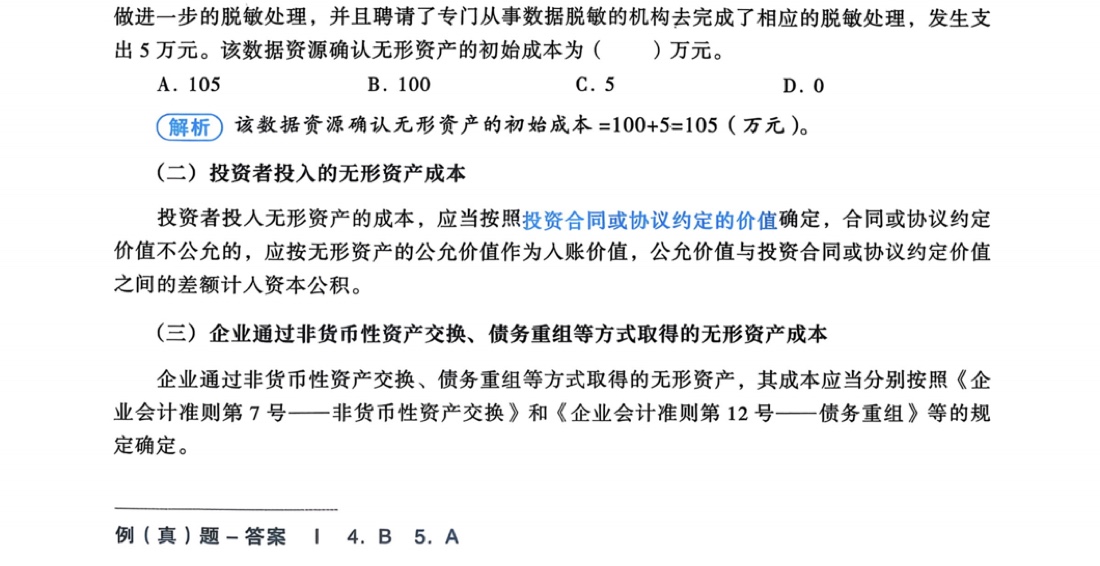 做进一步的脱敏处理，并且聘请了专门从事数据脱敏的机构去完成了相应的脱敏处理，发生支
出 5 万元。该数据资源确认无形资产的初始成本为（　　）万元。
A. 105　B. 100　C. 5　D. 0
解析 该数据资源确认无形资产的初始成本 =100+5=105（万元）。
（二）投资者投入的无形资产成本
投资者投入无形资产的成本，应当按照投资合同或协议约定的价值确定，合同或协议约定
价值不公允的，应按无形资产的公允价值作为入账价值，公允价值与投资合同或协议约定价值
之间的差额计入资本公积。
（三）企业通过非货币性资产交换、债务重组等方式取得的无形资产成本
企业通过非货币性资产交换、债务重组等方式取得的无形资产，其成本应当分别按照《企
业会计准则第 7 号——非货币性资产交换》和《企业会计准则第 12 号——债务重组》等的规
定确定。
例（真）题 – 答案　|　4. B　5. A